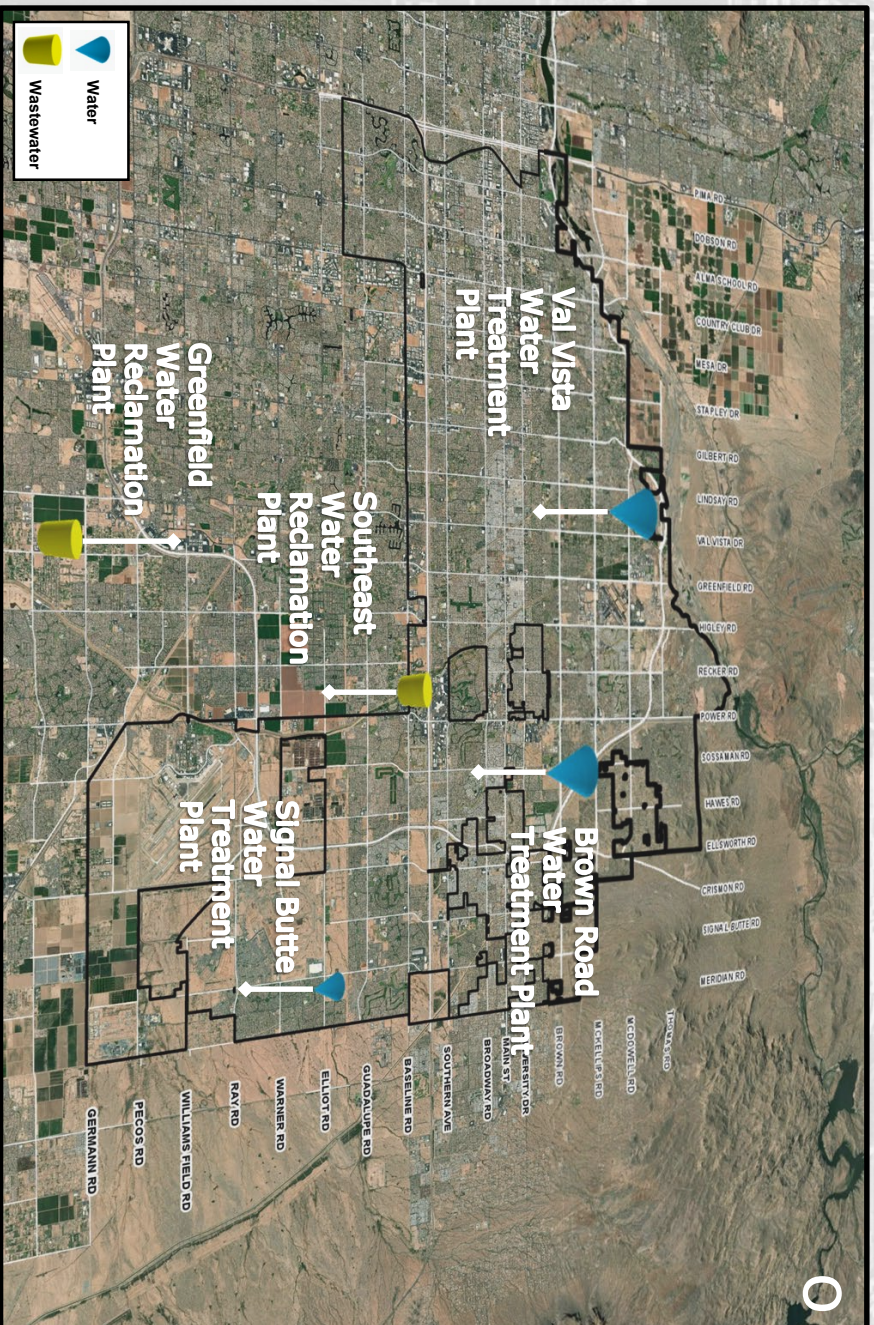 O
PIMA RD
DOBSON RD
ALMA SCHOOL RD
COUNTRY CLUB DR
MESA DR
STAPLEY DR
GILBERT RD
LINDSAY RD
VAL VISTA DR
GREENFIELD RD
HIGLEY RD
RECKER RD
POWER RD
SOSSAMAN RD
HAWES RD
ELLSWORTH RD
CRISMON RD
SIGNAL BUTTE RD
MERIDIAN RD
THOMAS RD
MCDOWELL RD
MCKELLIPS RD
BROWN RD
ERSITY DR
MAIN ST
BROADWAY RD
SOUTHERN AVE
BASELINE RD
GUADALUPE RD
ELLIOT RD
WARNER RD
RAY RD
WILLIAMS FIELD RD
PECOS RD
GERMANN RD
Val Vista
Water
Treatment
Plant
Brown Road
Water
Treatment Plant
Southeast
Water
Reclamation
Plant
Signal Butte
Water
Treatment
Plant
Greenfield
Water
Reclamation
Plant
Water
Wastewater